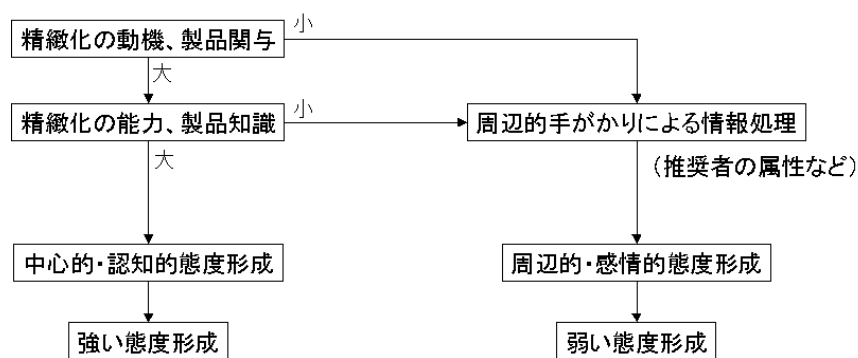 精緻化の動機、製品関与
小
大
精緻化の能力、製品知識
小
周辺的手がかりによる情報処理
大
(推奨者の属性など)
中心的・認知的態度形成
周辺的・感情的態度形成
強い態度形成
弱い態度形成